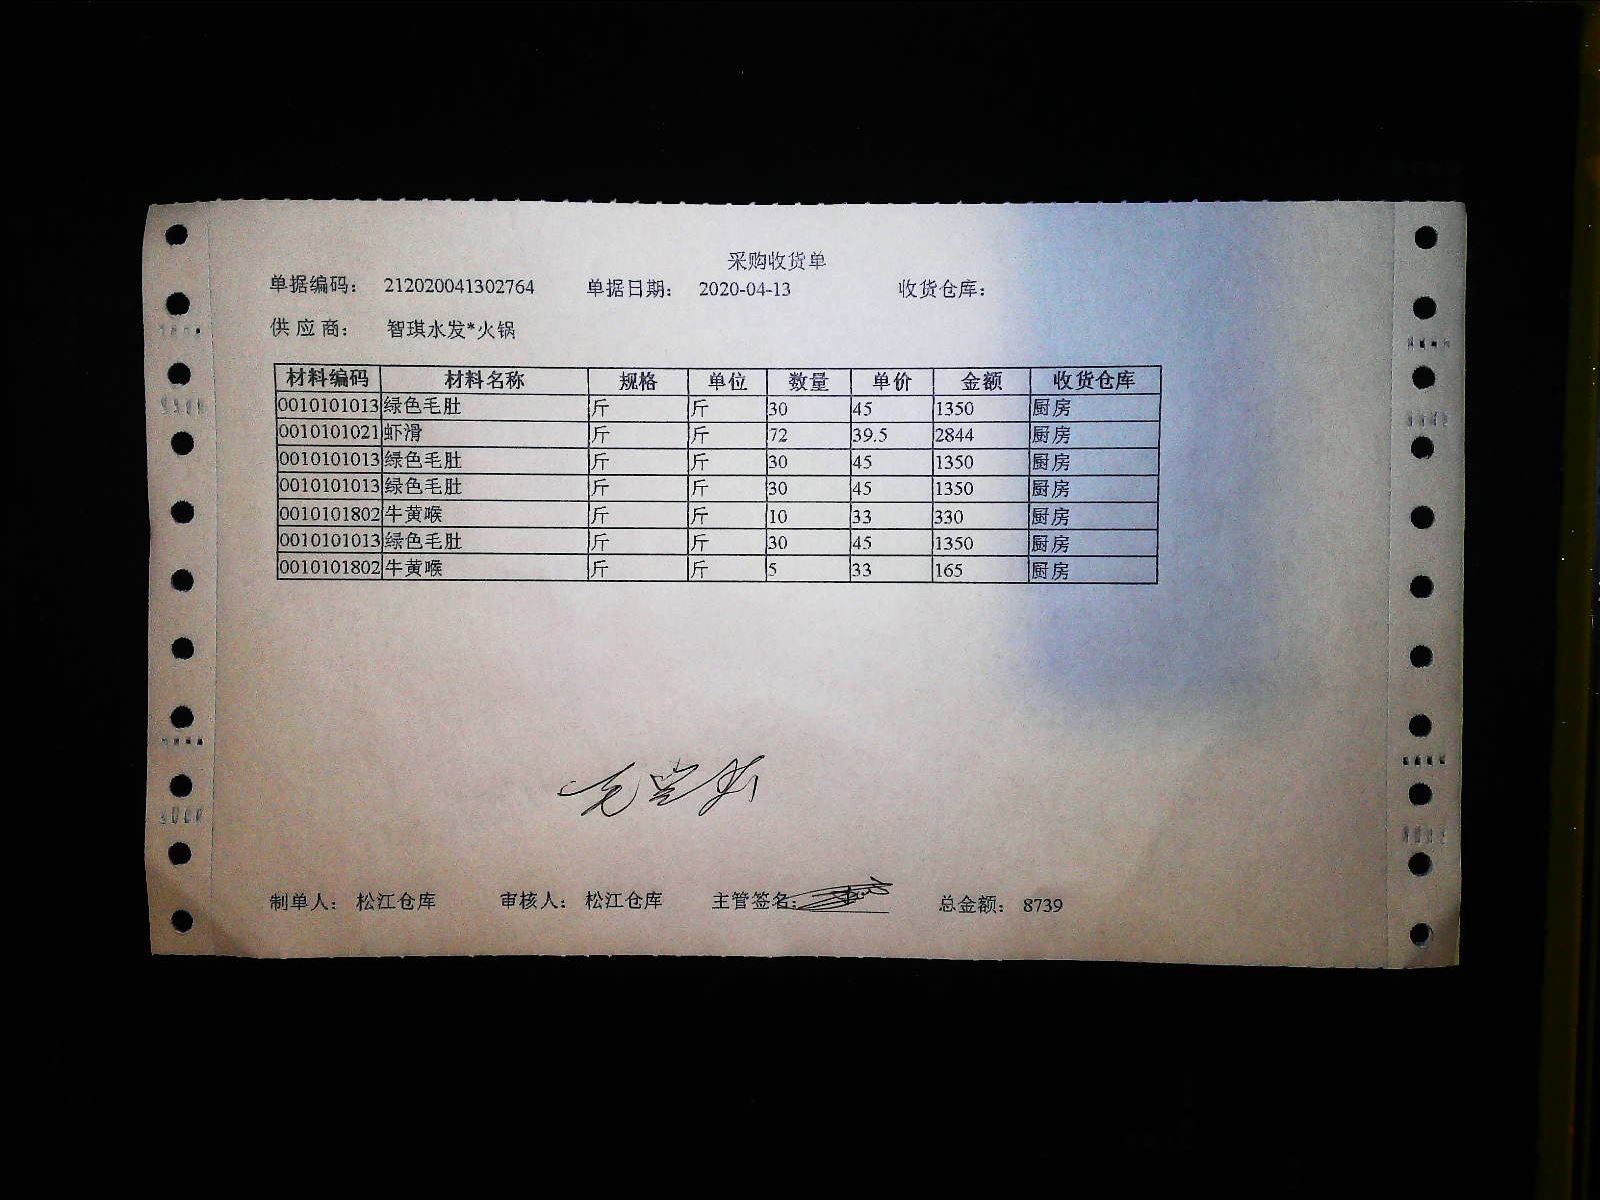 采购收货单
单据编码： 212020041302764 单据日期： 2020-04-13 收货仓库：
供 应 商： 智琪水发*火锅
材料编码 材料名称 规格 单位 数量 单价 金额 收货仓库
0010101013 绿色毛肚 斤 斤 30 45 1350 厨房
0010101021 虾滑 斤 斤 72 39.5 2844 厨房
0010101013 绿色毛肚 斤 斤 30 45 1350 厨房
0010101013 绿色毛肚 斤 斤 30 45 1350 厨房
0010101802 牛黄喉 斤 斤 10 33 330 厨房
0010101013 绿色毛肚 斤 斤 30 45 1350 厨房
0010101802 牛黄喉 斤 斤 5 33 165 厨房
制单人： 松江仓库 审核人： 松江仓库 主管签名: 总金额： 8739